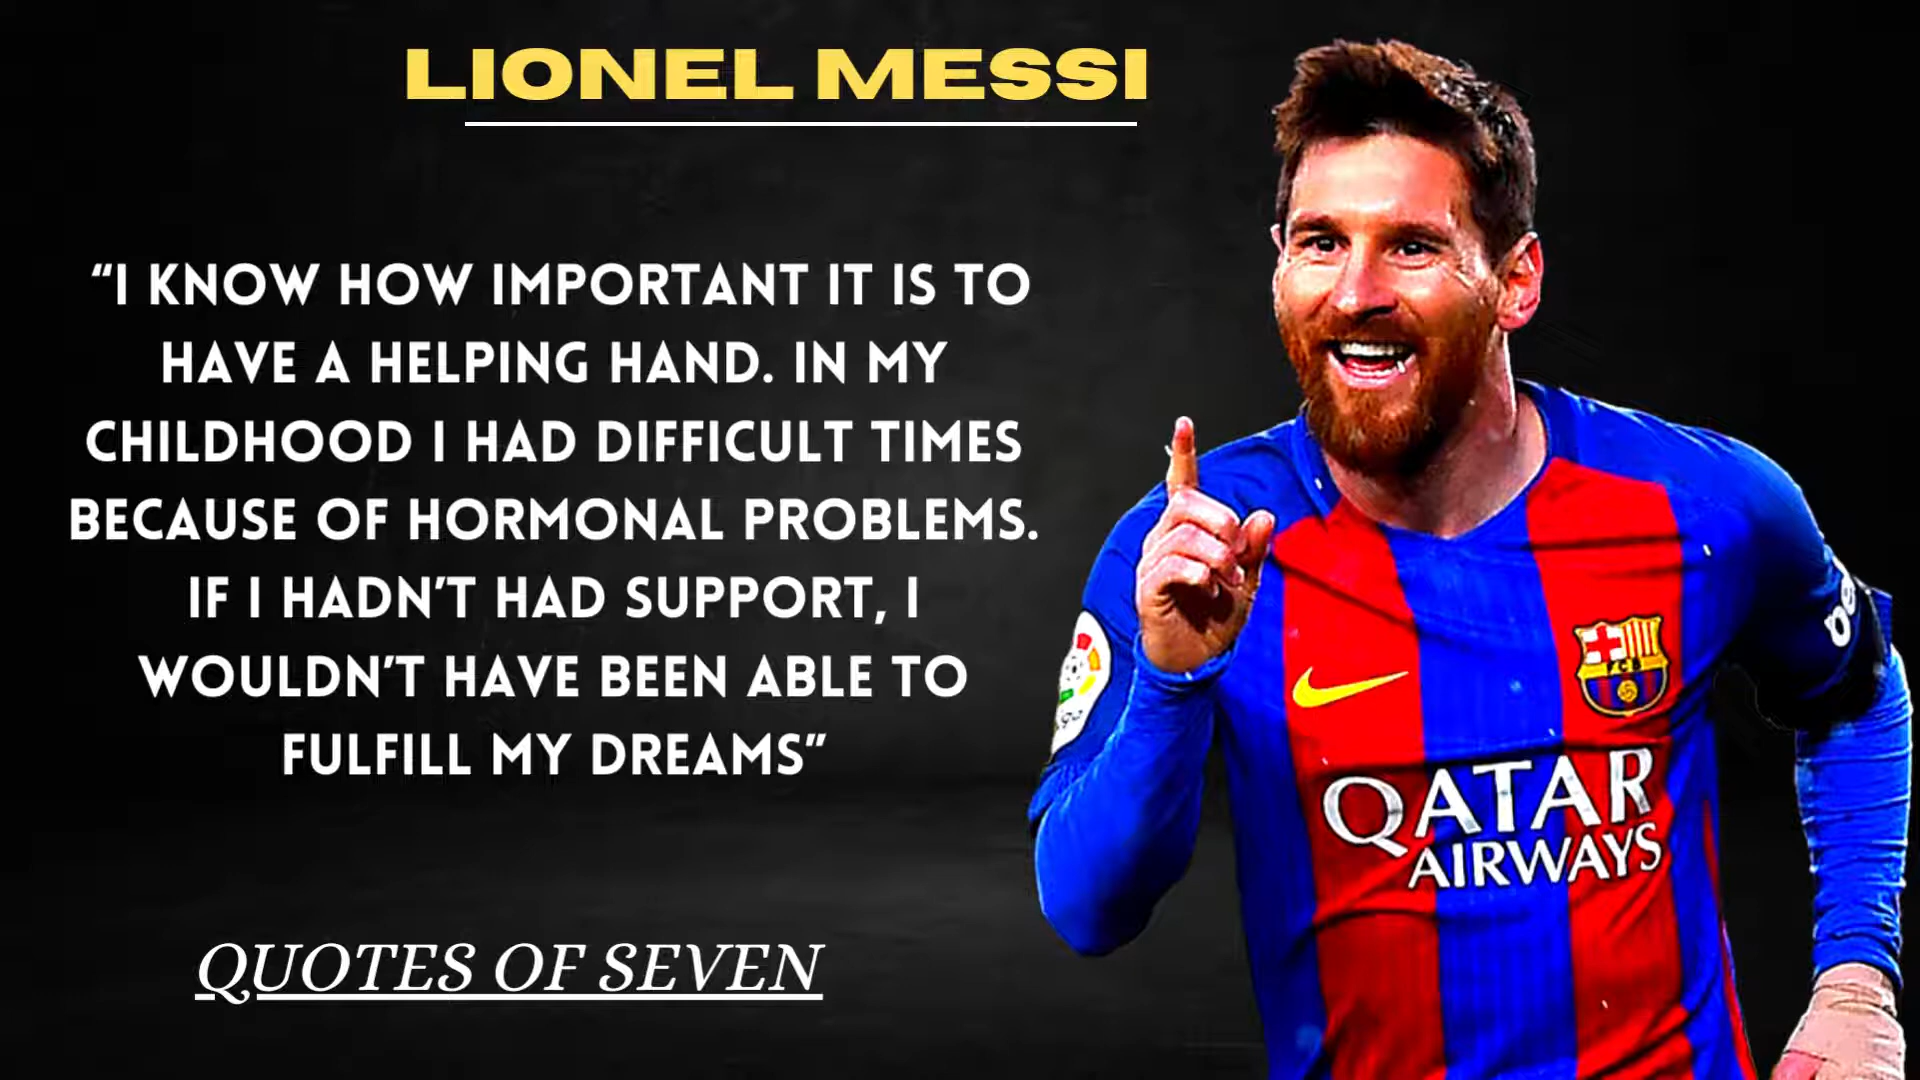 LIONEL MESSI
“I KNOW HOW IMPORTANT IT IS TO
HAVE A HELPING HAND. IN MY
CHILDHOOD I HAD DIFFICULT TIMES
BECAUSE OF HORMONAL PROBLEMS.
IF I HADN’T HAD SUPPORT, I
WOULDN’T HAVE BEEN ABLE TO
FULFILL MY DREAMS”
QUOTES OF SEVEN
FCB
QATAR
AIRWAYS